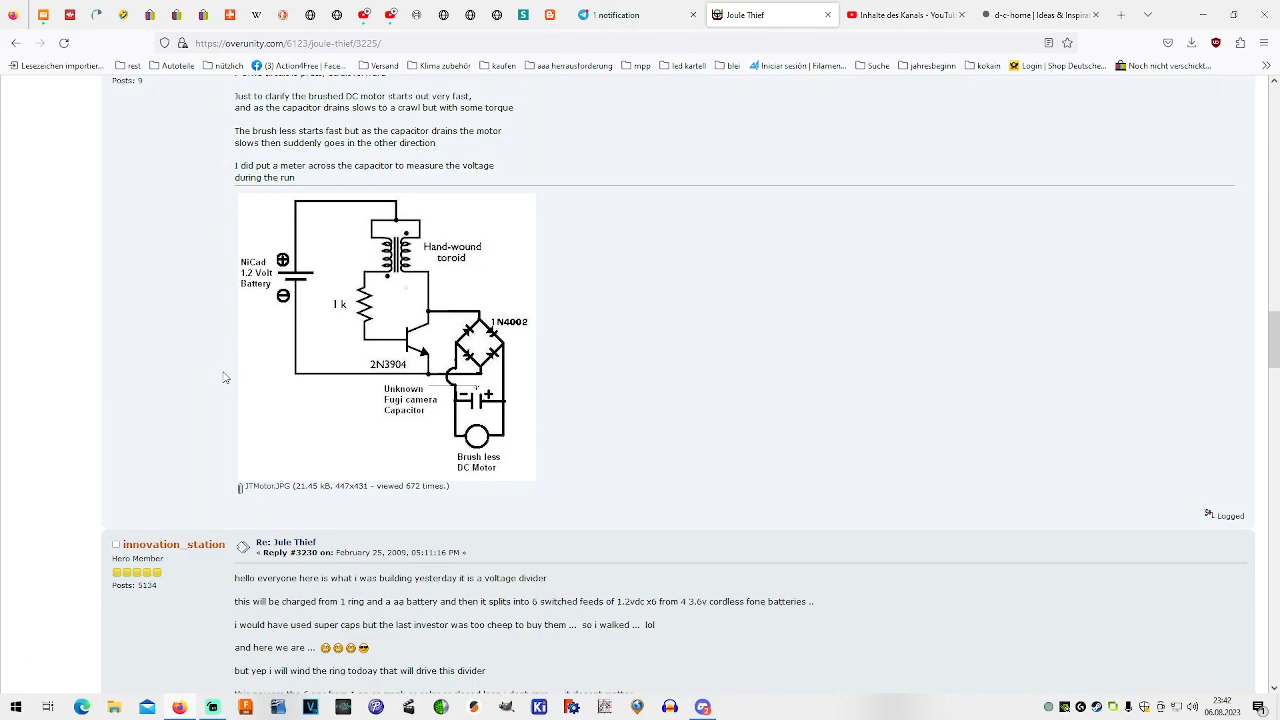 1 notification
Joule Thief
Inhalte des Kanals - YouTube
d-c-home | Ideas, Inspira
https://overunity.com/6123/joule-thief/3225/
Lesezeichen importier...
rest
Autoteile
nützlich
(3) Action4Free | Face...
Versand
Klima zubehör
kaufen
aaa herrausforderung
mpp
led kartell
blei
Iniciar sesión | Filamen...
Suche
jahresbeginn
kokain
Login | Shop Deutsche...
Noch nicht verschickt...
Posts: 9
Just to clarify the brushed DC motor starts out very fast,
and as the capacitor drains slows to a crawl but with some torque
The brush less starts fast but as the capacitor drains the motor
slows then suddenly goes in the other direction
I did put a meter across the capacitor to measure the voltage
during the run
Hand-wound
toroid
NiCad
1.2 Volt
Battery
1 k
1N4002
2N3904
Unknown
Fugi camera
Capacitor
- +
Brush less
DC Motor
JTMotor.JPG (21.45 kB, 447x431 - viewed 672 times.)
Logged
innovation_station
Hero Member
Posts: 5134
Re: Jule Thief
« Reply #3230 on: February 25, 2009, 05:11:16 PM »
hello everyone here is what i was building yesterday it is a voltage divider
this will be charged from 1 ring and a aa battery and then it splits into 6 switched feeds of 1.2vdc x6 from 4 3.6v cordless fone batteries ..
i would have used super caps but the last investor was too cheep to buy them ... so i walked ... lol
and here we are ...
but yep i will wind the ring today that will drive this divider
23:42
06.09.2023